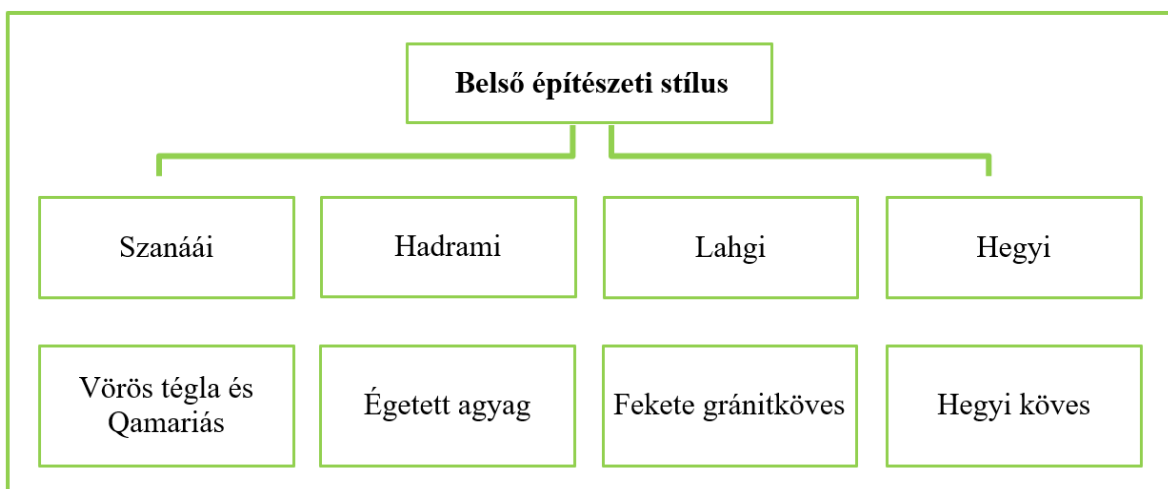 Belső építészeti stílus
Szanáái
Hadrami
Lahgi
Hegyi
Vörös tégla és
Qamariás
Égetett agyag
Fekete gránitköves
Hegyi köves